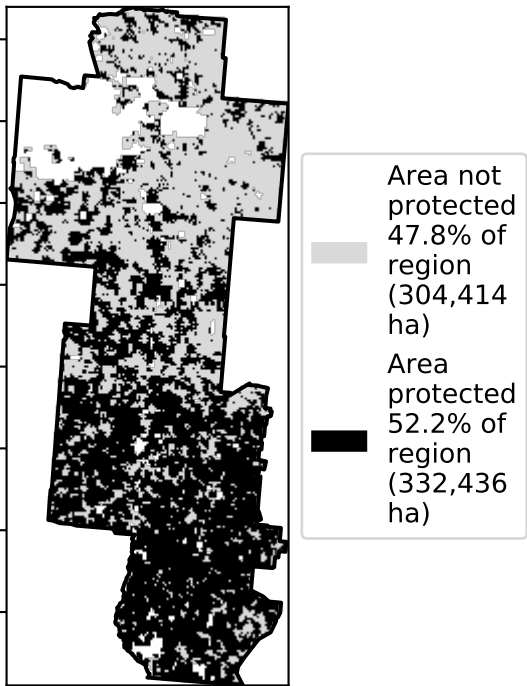 Area not
protected
47.8% of
region
(304,414
ha)
Area
protected
52.2% of
region
(332,436
ha)